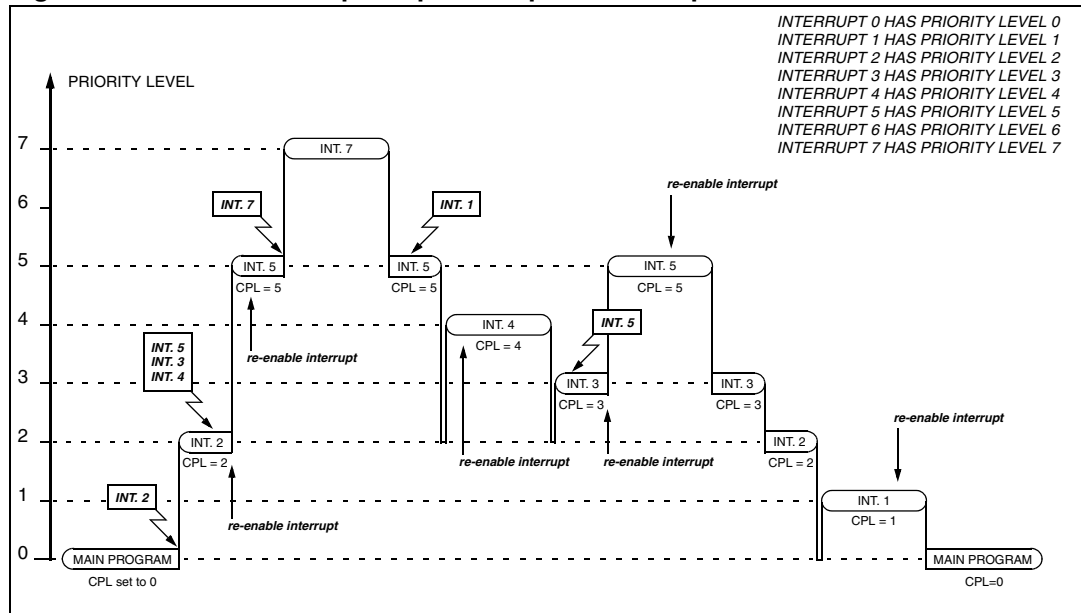 INTERRUPT 0 HAS PRIORITY LEVEL 0
INTERRUPT 1 HAS PRIORITY LEVEL 1
INTERRUPT 2 HAS PRIORITY LEVEL 2
INTERRUPT 3 HAS PRIORITY LEVEL 3
INTERRUPT 4 HAS PRIORITY LEVEL 4
INTERRUPT 5 HAS PRIORITY LEVEL 5
INTERRUPT 6 HAS PRIORITY LEVEL 6
INTERRUPT 7 HAS PRIORITY LEVEL 7
PRIORITY LEVEL
7
INT. 7
re-enable interrupt
6
INT. 7
INT. 1
5
INT. 5
INT. 5
INT. 5
CPL = 5
CPL = 5
CPL = 5
4
INT. 4
INT. 5
CPL = 4
INT. 5
INT. 3
INT. 4
re-enable interrupt
3
INT. 3
INT. 3
CPL = 3
CPL = 3
re-enable interrupt
2
INT. 2
INT. 2
CPL = 2
re-enable interrupt
re-enable interrupt
CPL = 2
1
INT. 2
INT. 1
re-enable interrupt
CPL = 1
0
MAIN PROGRAM
MAIN PROGRAM
CPL set to 0
CPL=0